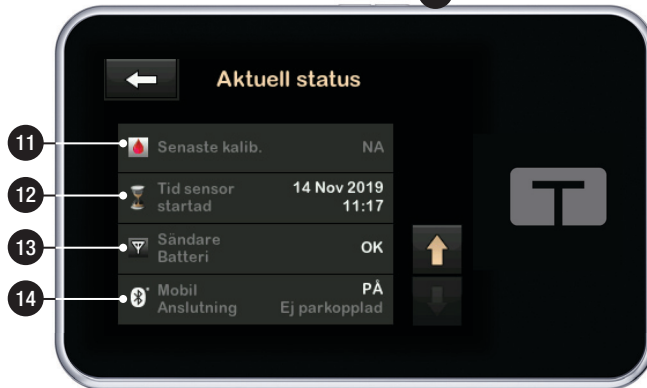 Aktuell status
11
Senaste kalib. NA
12
Tid sensor 14 Nov 2019
startad 11:17
13
Sändare
Batteri OK
14
Mobil PÅ
Anslutning Ej parkopplad
T